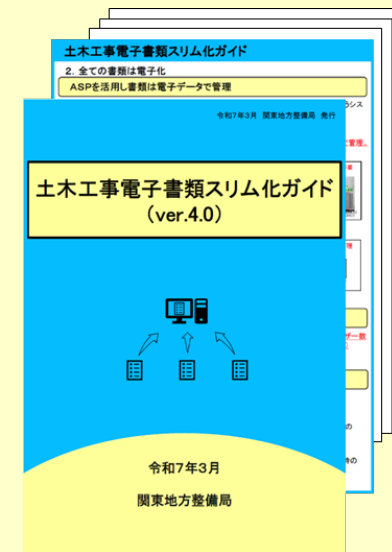 土木工事電子書類スリム化ガイド
2. 全ての書類は電子化
ASPを活用し書類は電子データで管理
令和7年3月 関東地方整備局 発行
土木工事電子書類スリム化ガイド
（ver.4.0）
令和7年3月
関東地方整備局